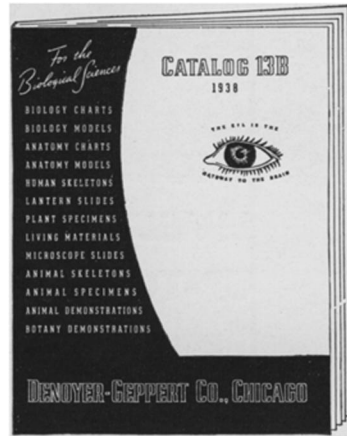 For the
Biological Sciences
BIOLOGY CHARTS
BIOLOGY MODELS
ANATOMY CHARTS
ANATOMY MODELS
HUMAN SKELETONS
LANTERN SLIDES
PLANT SPECIMENS
LIVING MATERIALS
MICROSCOPE SLIDES
ANIMAL SKELETONS
ANIMAL SPECIMENS
ANIMAL DEMONSTRATIONS
BOTANY DEMONSTRATIONS
CATALOG 13B
1938
THE EYE IS THE
GATEWAY TO THE BRAIN
DENOYER-GEPPERT CO., CHICAGO